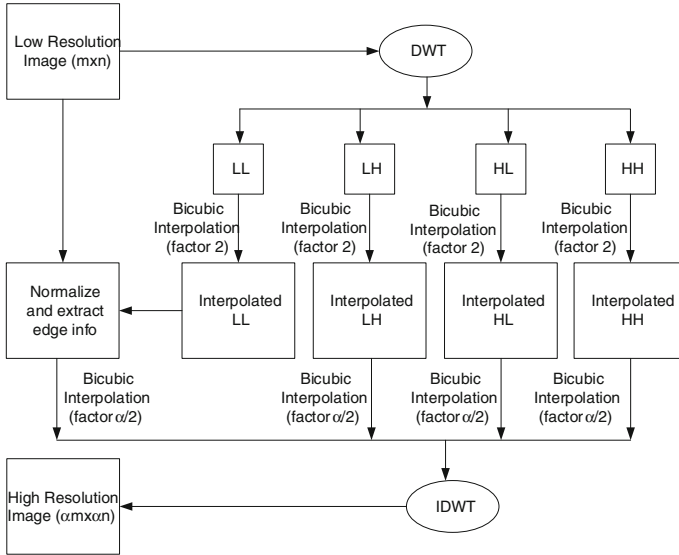 Low Resolution
Image (mxn)
DWT
LL
LH
HL
HH
Bicubic
Interpolation
(factor 2)
Bicubic
Interpolation
(factor 2)
Bicubic
Interpolation
(factor 2)
Bicubic
Interpolation
(factor 2)
Normalize
and extract
edge info
Interpolated
LL
Interpolated
LH
Interpolated
HL
Interpolated
HH
Bicubic
Interpolation
(factor α/2)
Bicubic
Interpolation
(factor α/2)
Bicubic
Interpolation
(factor α/2)
Bicubic
Interpolation
(factor α/2)
High Resolution
Image (αmxαn)
IDWT